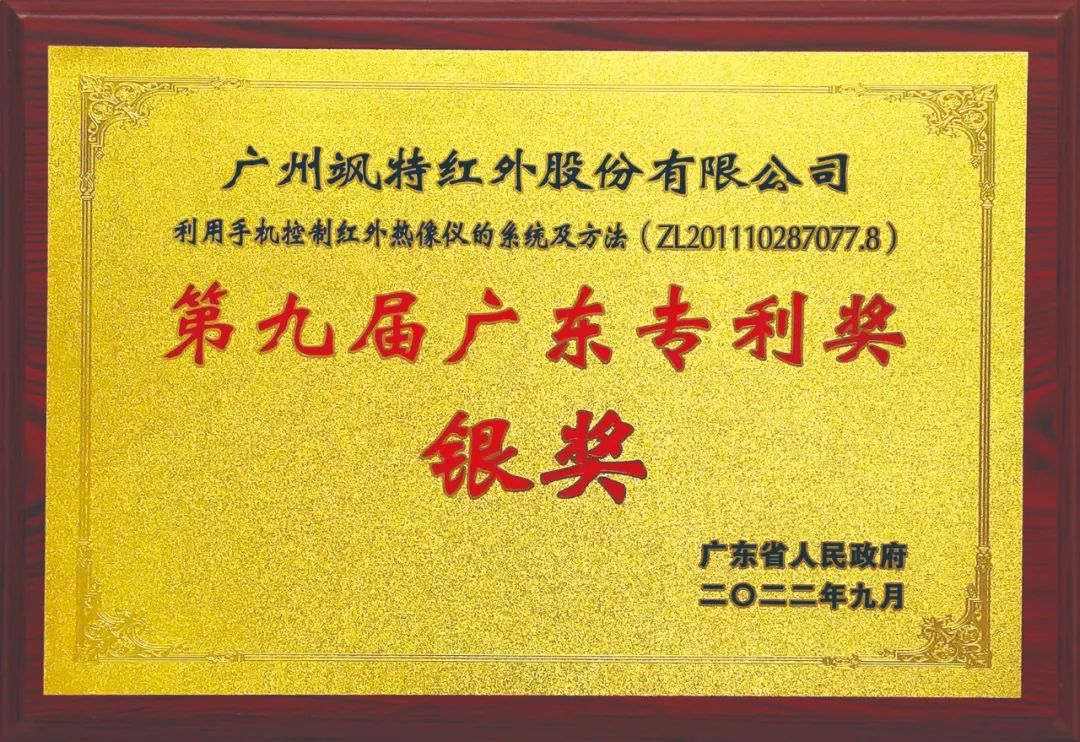 广州飒特红外股份有限公司
利用手机控制红外热像仪的系统及方法（ZL201110287077.8）
第九届广东专利奖
银奖
广东省人民政府
二〇二二年九月